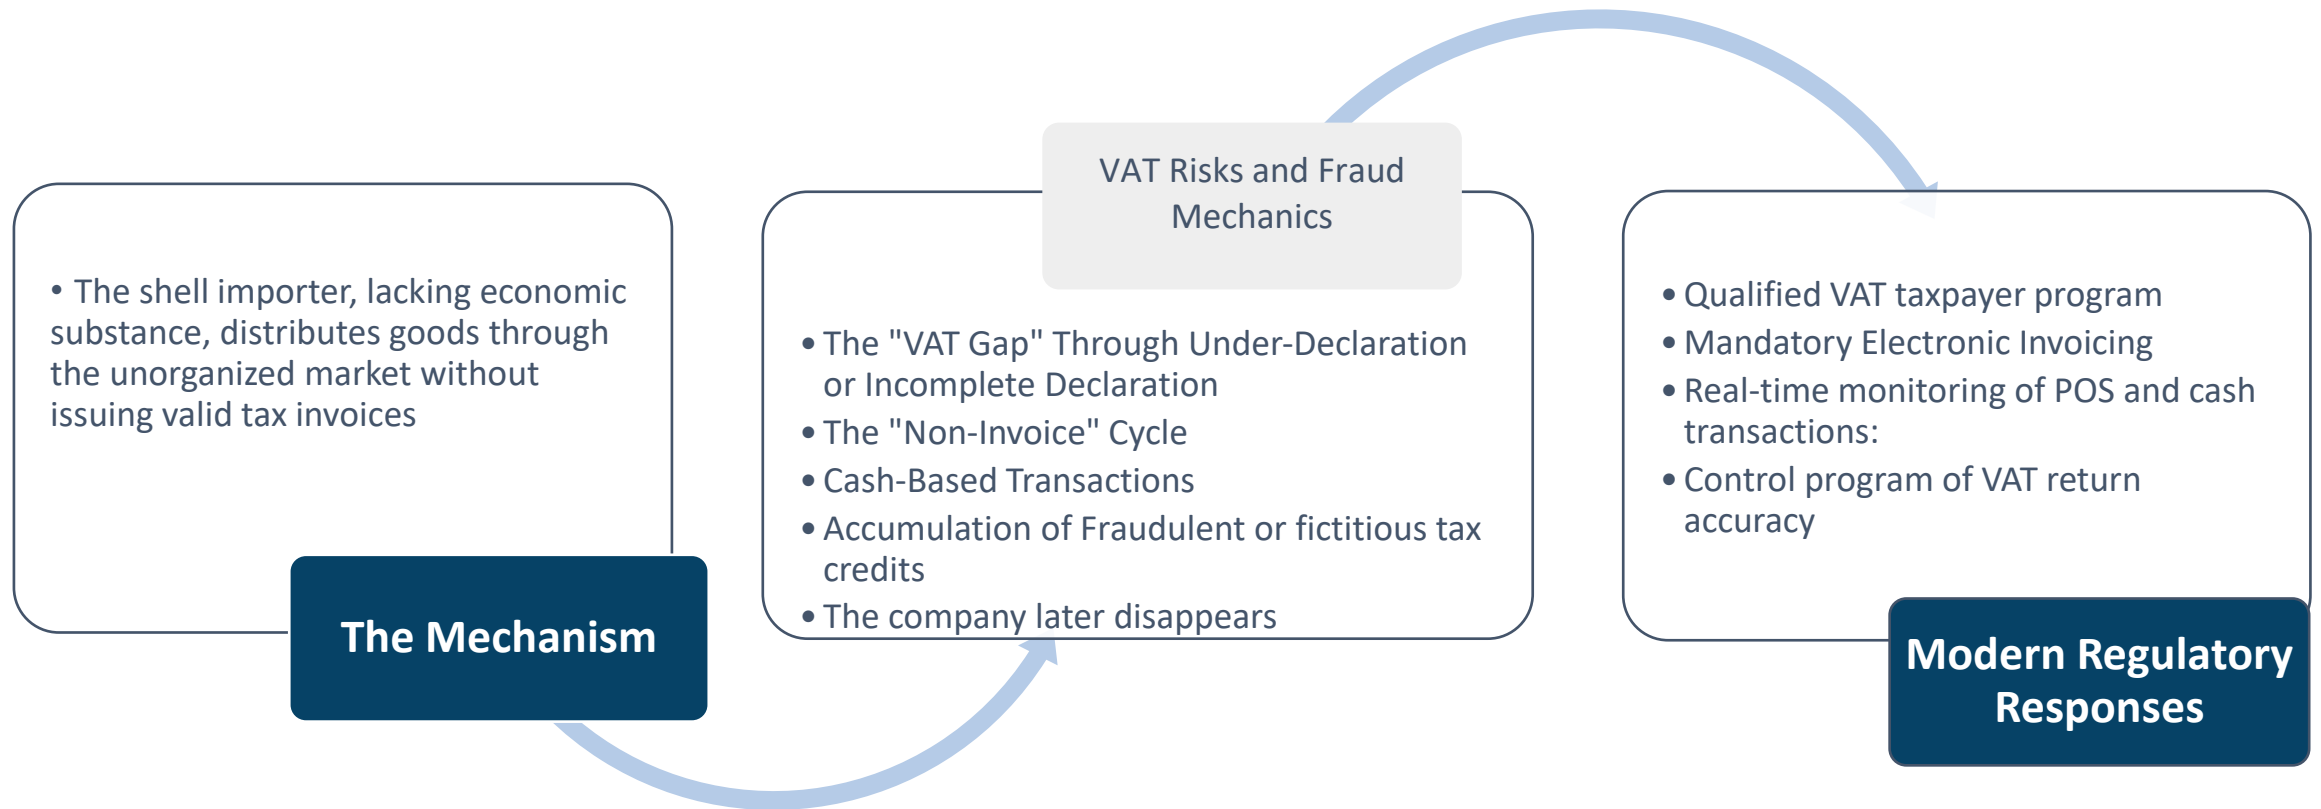 • The shell importer, lacking economic
substance, distributes goods through
the unorganized market without
issuing valid tax invoices
The Mechanism
VAT Risks and Fraud
Mechanics
• The "VAT Gap" Through Under-Declaration
or Incomplete Declaration
• The "Non-Invoice" Cycle
• Cash-Based Transactions
• Accumulation of Fraudulent or fictitious tax
credits
• The company later disappears
• Qualified VAT taxpayer program
• Mandatory Electronic Invoicing
• Real-time monitoring of POS and cash
transactions:
• Control program of VAT return
accuracy
Modern Regulatory
Responses